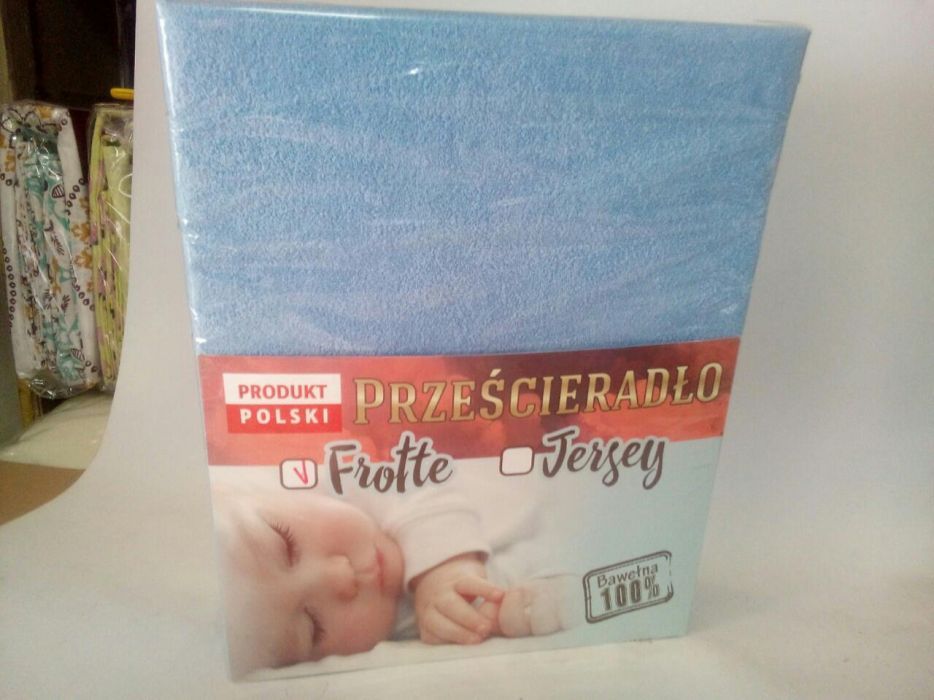 PRODUKT
POLSKI
PRZEŚCIERADŁO
Frotte
Jersey
Bawełna
100%